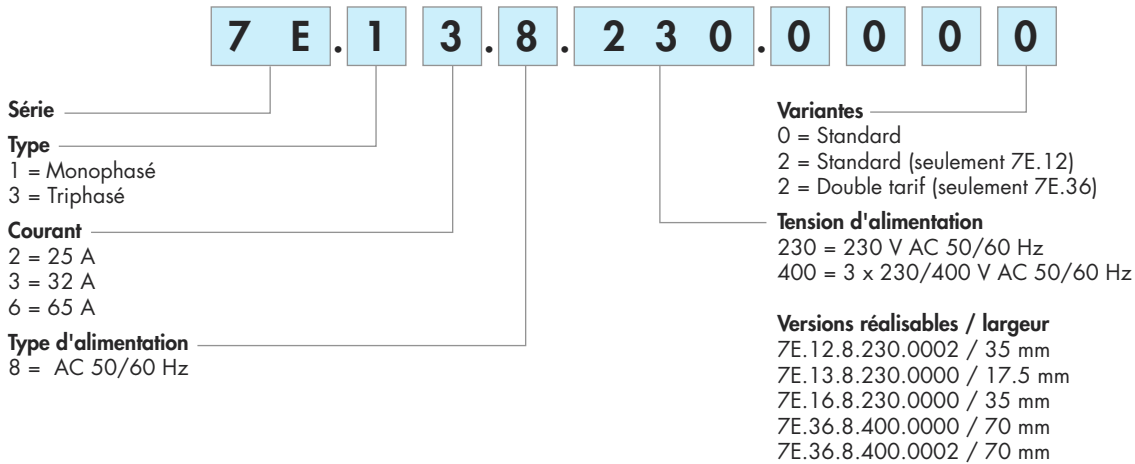 7 E . 1 3 . 8 . 2 3 0 . 0 0 0 0
Série
Type
1 = Monophasé
3 = Triphasé
Courant
2 = 25 A
3 = 32 A
6 = 65 A
Type d'alimentation
8 = AC 50/60 Hz
Variantes
0 = Standard
2 = Standard (seulement 7E.12)
2 = Double tarif (seulement 7E.36)
Tension d'alimentation
230 = 230 V AC 50/60 Hz
400 = 3 x 230/400 V AC 50/60 Hz
Versions réalisables / largeur
7E.12.8.230.0002 / 35 mm
7E.13.8.230.0000 / 17.5 mm
7E.16.8.230.0000 / 35 mm
7E.36.8.400.0000 / 70 mm
7E.36.8.400.0002 / 70 mm